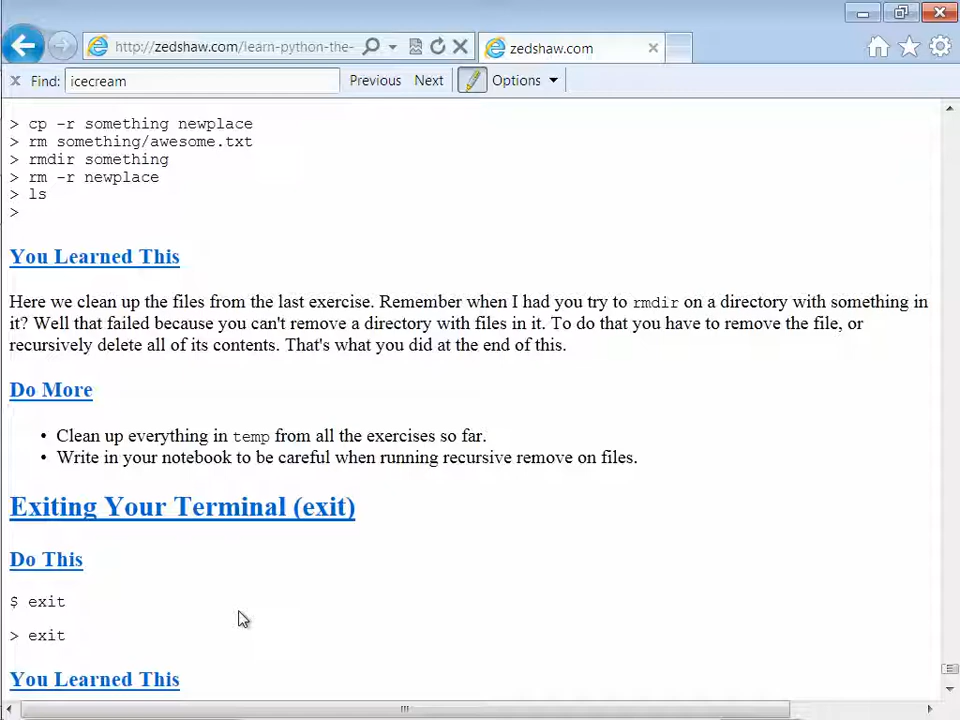 http://zedshaw.com/learn-python-the-
zedshaw.com
Find: icecream Previous Next Options
> cp -r something newplace
> rm something/awesome.txt
> rmdir something
> rm -r newplace
> ls
>
You Learned This
Here we clean up the files from the last exercise. Remember when I had you try to rmdir on a directory with something in
it? Well that failed because you can't remove a directory with files in it. To do that you have to remove the file, or
recursively delete all of its contents. That's what you did at the end of this.
Do More
• Clean up everything in temp from all the exercises so far.
• Write in your notebook to be careful when running recursive remove on files.
Exiting Your Terminal (exit)
Do This
$ exit
> exit
You Learned This